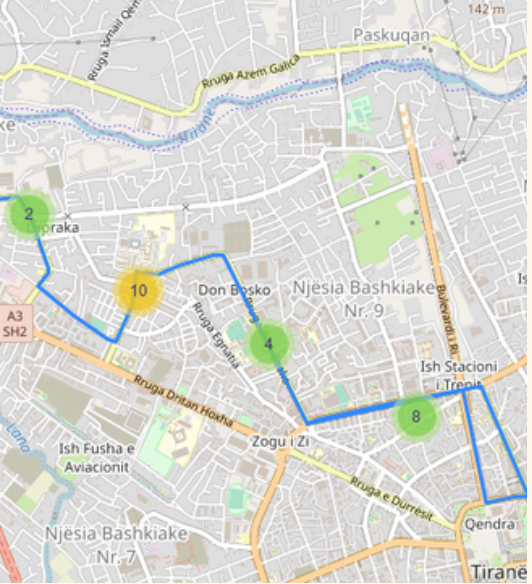 142 m
Rruga Ismail Qem
Paskuqan
Rruga Azem Galica
Tiranë
2
10
Don Bosko
Njësia Bashkiake
Nr. 9
A3
SH2
Rruga Egnatia
4
Bulevardi i Ri
Ish Stacioni
i Trenit
Rruga Dritan Hoxha
8
Zogu i Zi
Ish Fusha e
Aviacionit
Lana
Rruga e Durrësit
Njësia Bashkiake
Nr. 7
Qendra
Tiranë